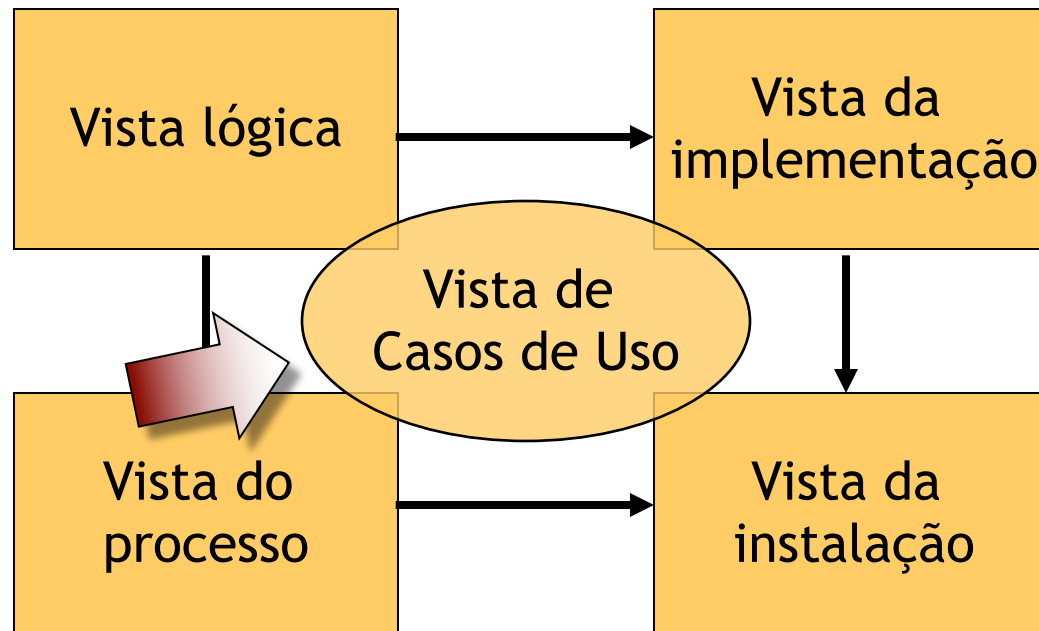 Vista lógica
Vista da
implementação
Vista de
Casos de Uso
Vista do
processo
Vista da
instalação